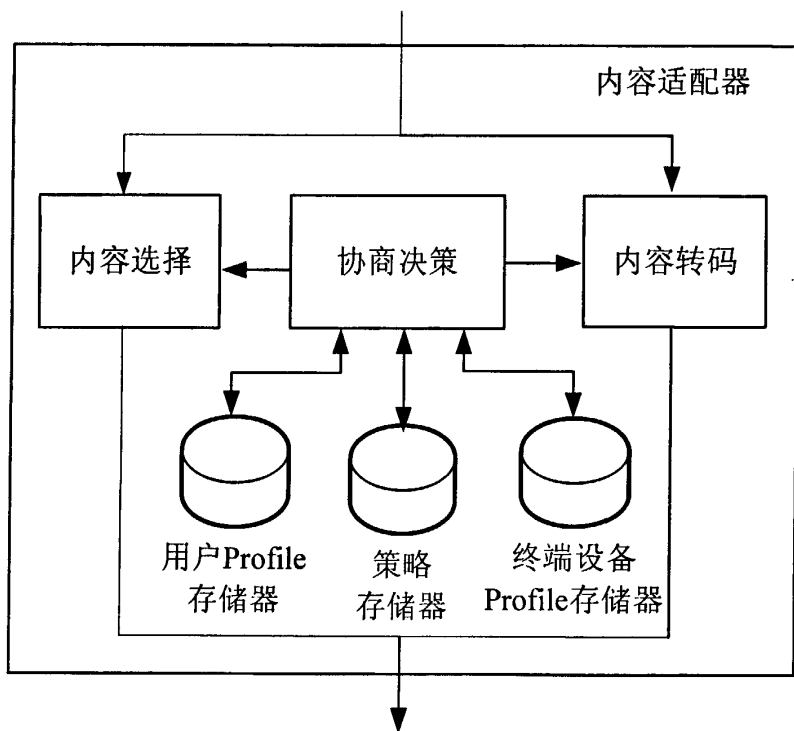 内容适配器
内容选择
协商决策
内容转码
用户Profile
存储器
策略
存储器
终端设备
Profile存储器